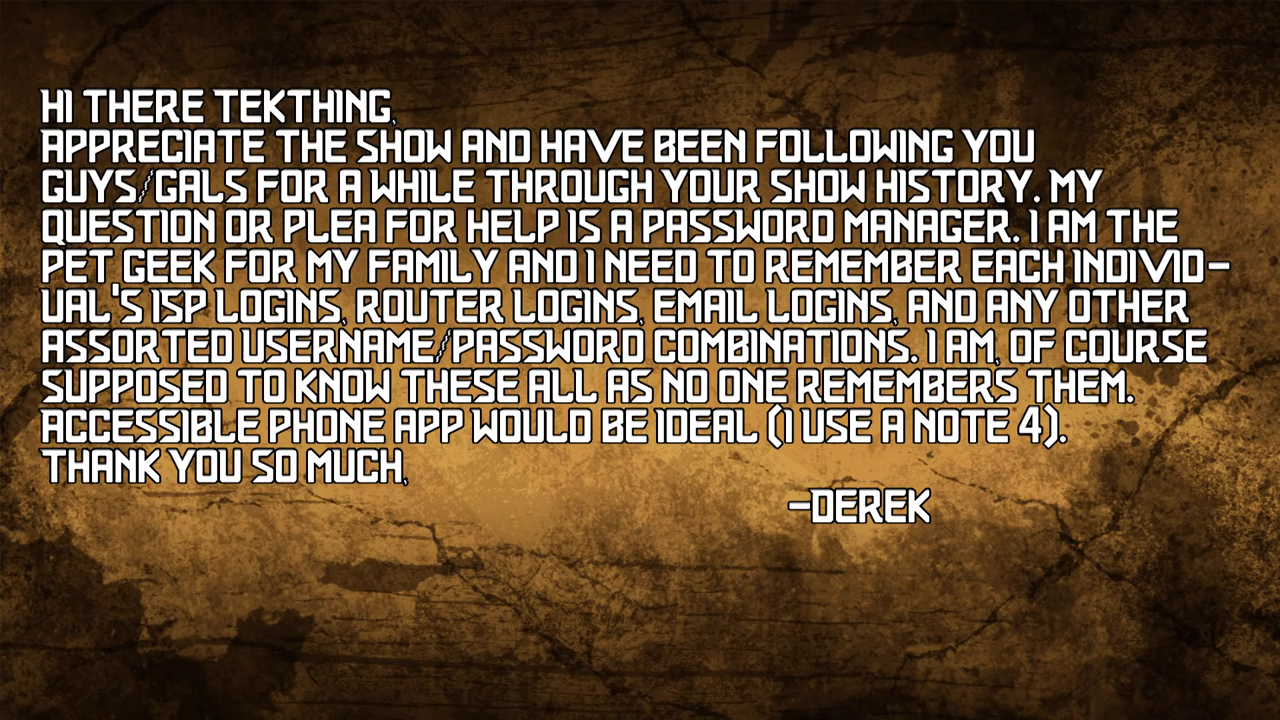 HI THERE TEKTHING,
APPRECIATE THE SHOW AND HAVE BEEN FOLLOWING YOU
GUYS/GALS FOR A WHILE THROUGH YOUR SHOW HISTORY. MY
QUESTION OR PLEA FOR HELP IS A PASSWORD MANAGER. I AM THE
PET GEEK FOR MY FAMILY AND I NEED TO REMEMBER EACH INDIVID-
UAL'S ISP LOGINS, ROUTER LOGINS, EMAIL LOGINS, AND ANY OTHER
ASSORTED USERNAME/PASSWORD COMBINATIONS. I AM, OF COURSE
SUPPOSED TO KNOW THESE ALL AS NO ONE REMEMBERS THEM.
ACCESSIBLE PHONE APP WOULD BE IDEAL (I USE A NOTE 4).
THANK YOU SO MUCH,
-DEREK